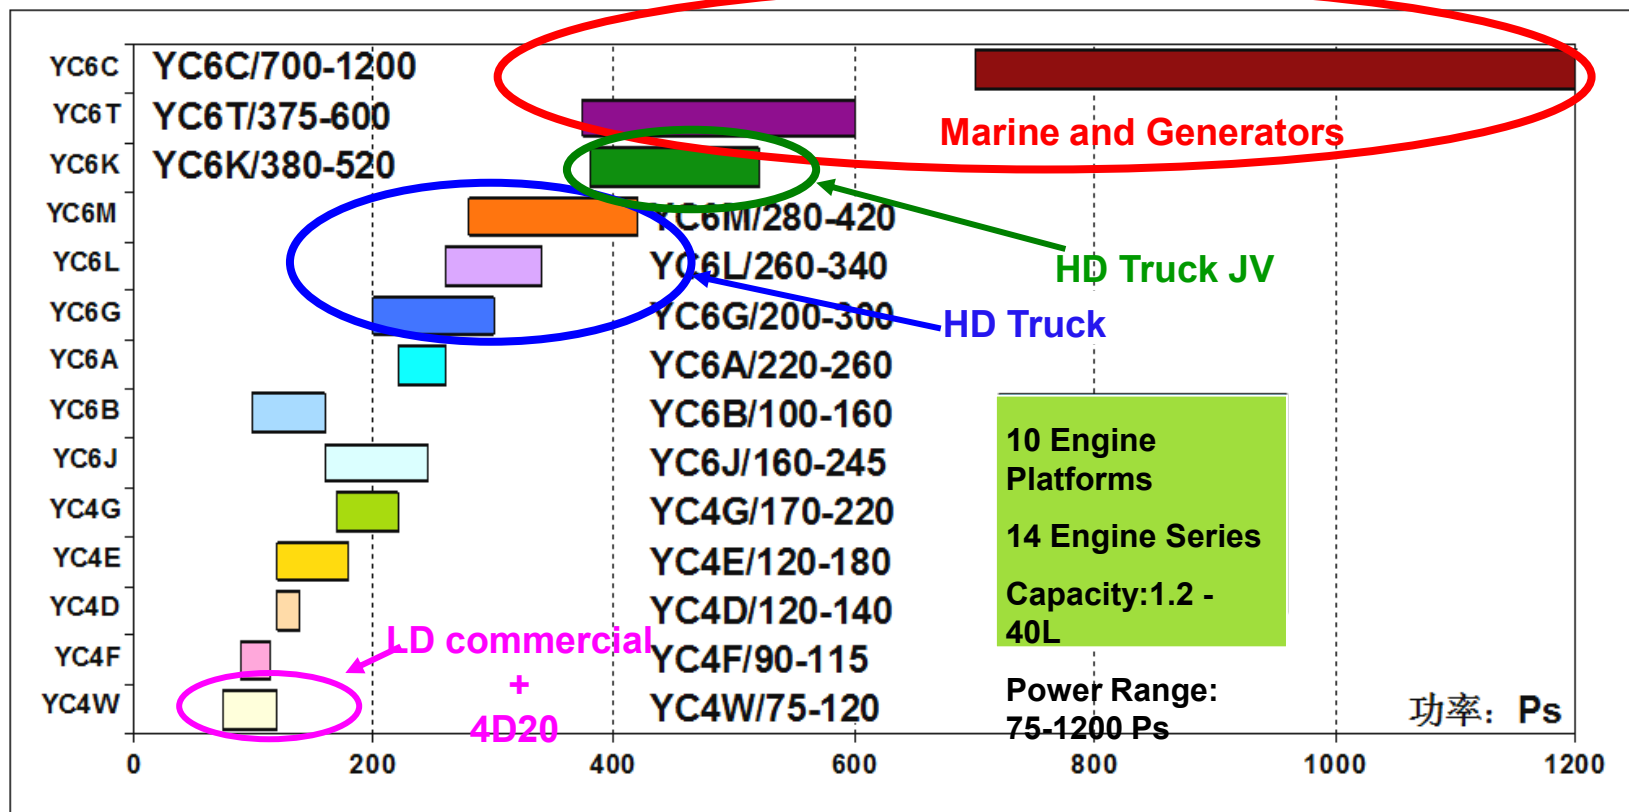 YC6C
YC6C/700-1200
YC6T
YC6T/375-600
Marine and Generators
YC6K
YC6K/380-520
YC6M
YC6M/280-420
YC6L
YC6L/260-340
HD Truck JV
YC6G
YC6G/200-300
HD Truck
YC6A
YC6A/220-260
YC6B
YC6B/100-160
YC6J
YC6J/160-245
YC4G
YC4G/170-220
YC4E
YC4E/120-180
YC4D
YC4D/120-140
YC4F
YC4F/90-115
YC4W
YC4W/75-120
LD commercial
+
4D20
10 Engine
Platforms
14 Engine Series
Capacity:1.2 -
40L
Power Range:
75-1200 Ps
功率：Ps
0 200 400 600 800 1000 1200